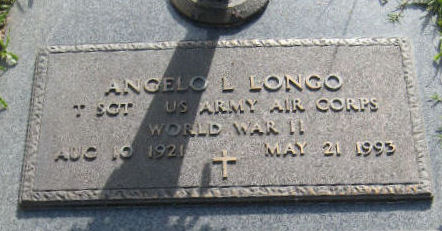 ANGELO L LONGO
T SGT US ARMY AIR CORPS
WORLD WAR II
AUG 10 1921 MAY 21 1993